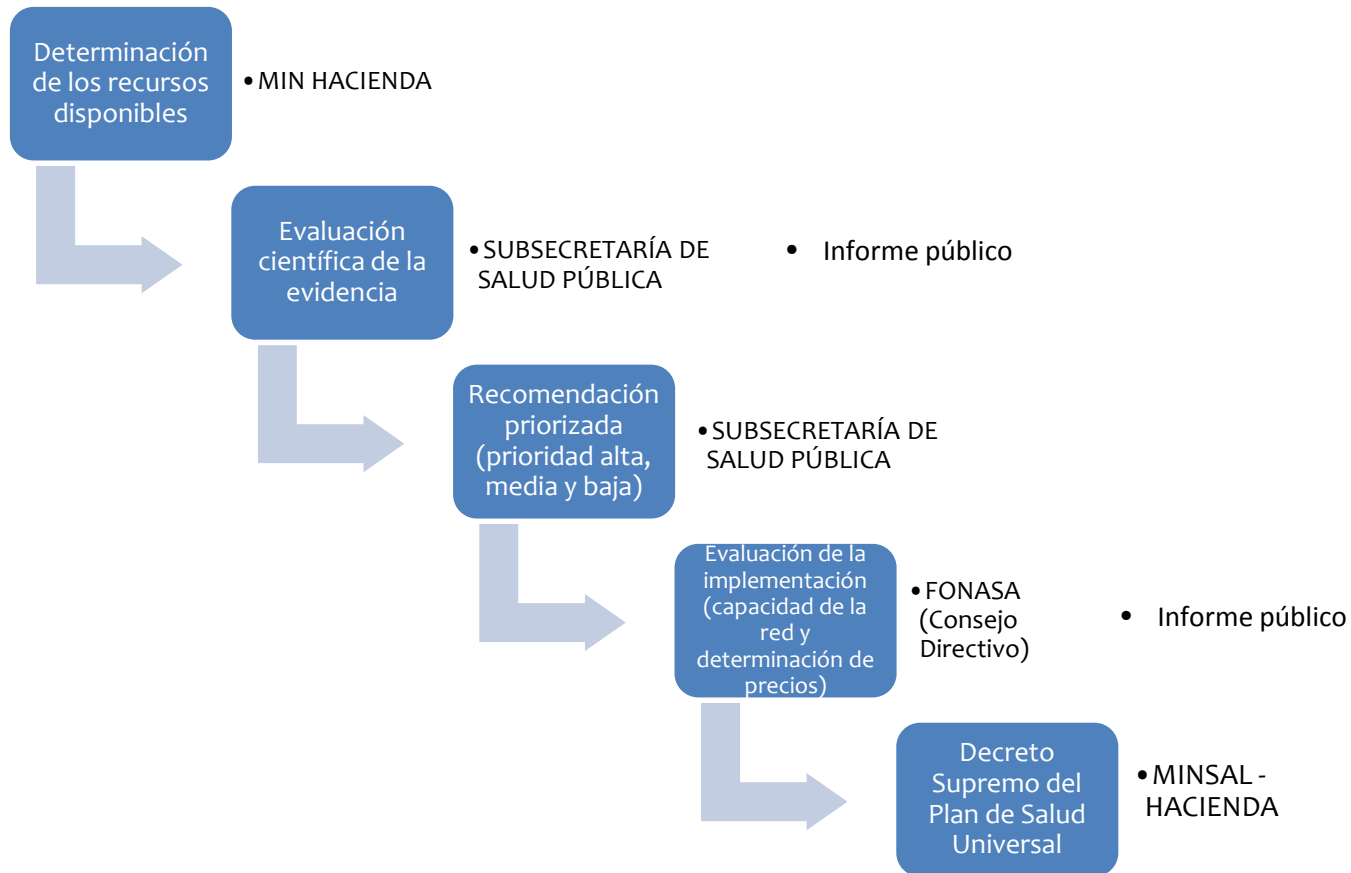 Determinación
de los recursos
disponibles
•MIN HACIENDA
Evaluación
científica de la
evidencia
•SUBSECRETARÍA DE
SALUD PÚBLICA
• Informe público
Recomendación
priorizada
(prioridad alta,
media y baja)
•SUBSECRETARÍA DE
SALUD PÚBLICA
Evaluación de la
implementación
(capacidad de la
red y
determinación de
precios)
•FONASA
(Consejo
Directivo)
• Informe público
Decreto
Supremo del
Plan de Salud
Universal
•MINSAL -
HACIENDA